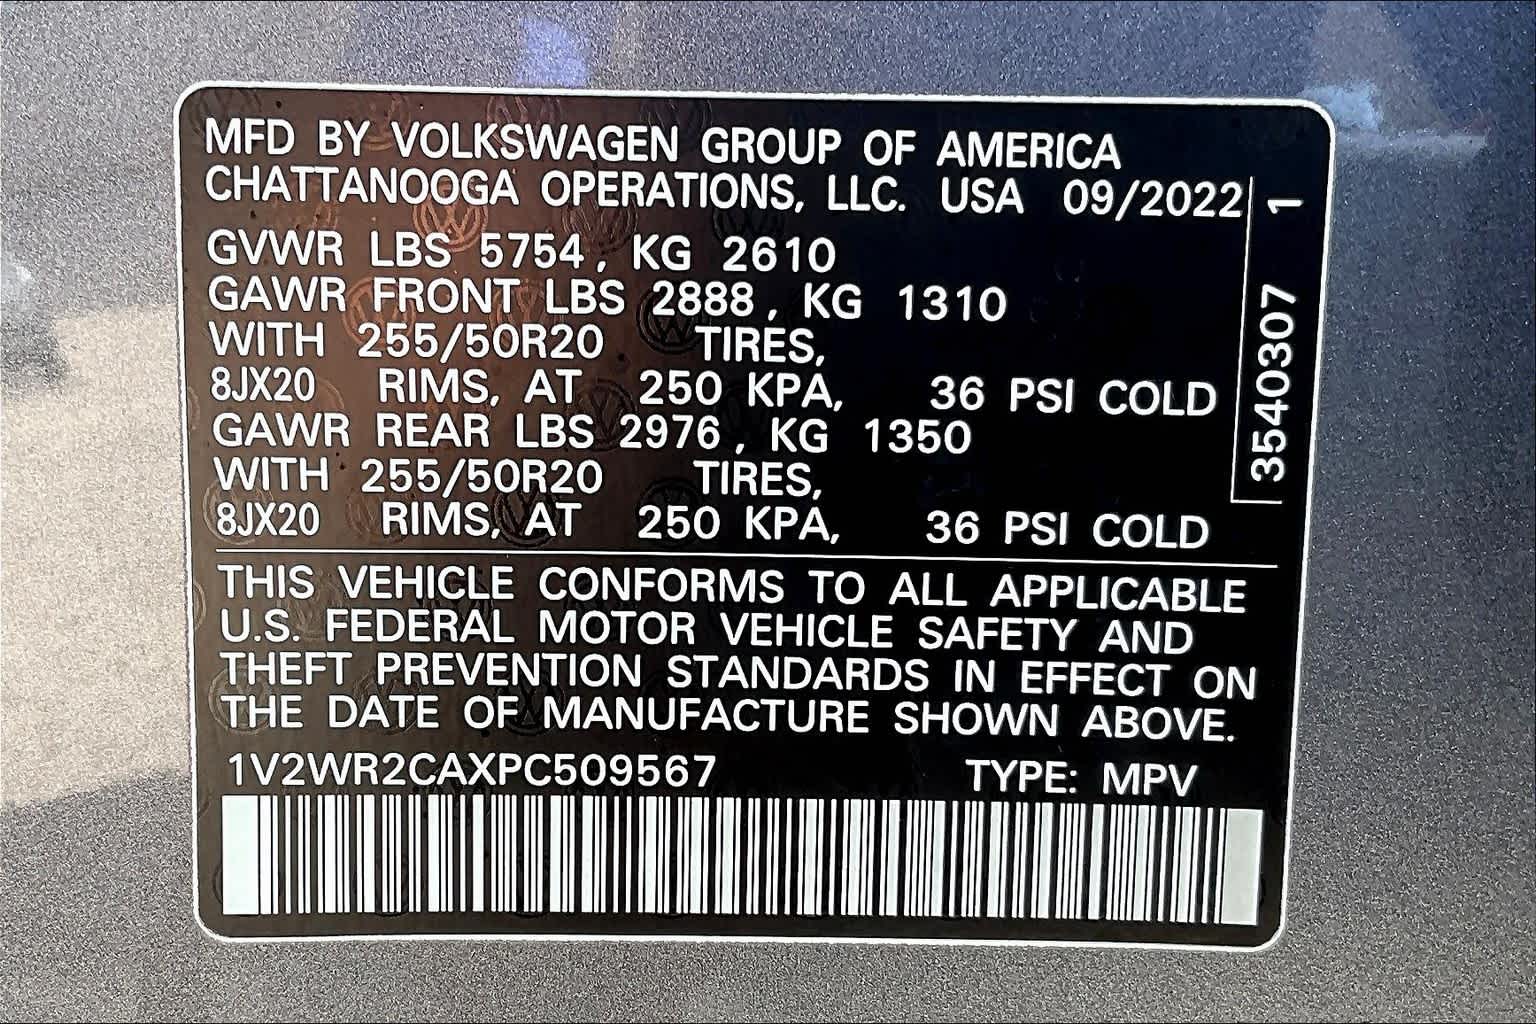 MFD BY VOLKSWAGEN GROUP OF AMERICA
CHATTANOOGA OPERATIONS, LLC. USA 09/2022
GVWR LBS 5754, KG 2610
GAWR FRONT LBS 2888, KG 1310
WITH 255/50R20 TIRES,
8JX20 RIMS, AT 250 KPA, 36 PSI COLD
GAWR REAR LBS 2976, KG 1350
WITH 255/50R20 TIRES,
8JX20 RIMS, AT 250 KPA, 36 PSI COLD
3540307 1
THIS VEHICLE CONFORMS TO ALL APPLICABLE
U.S. FEDERAL MOTOR VEHICLE SAFETY AND
THEFT PREVENTION STANDARDS IN EFFECT ON
THE DATE OF MANUFACTURE SHOWN ABOVE.
1V2WR2CAXPC509567 TYPE: MPV